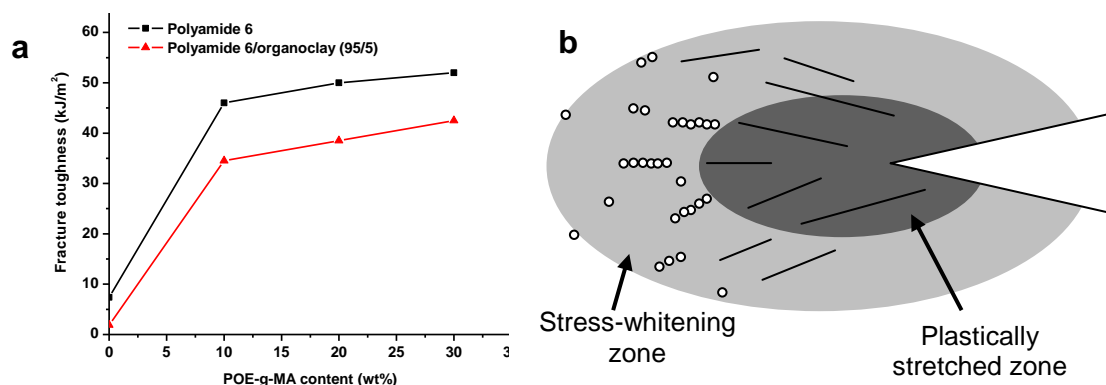 a
Polyamide 6
Polyamide 6/organoclay (95/5)
Fracture toughness (kJ/m²)
60
50
40
30
20
10
0
0
5
10
15
20
25
30
3
POE-g-MA content (wt%)
b
Stress-whitening
zone
Plastically
stretched zone